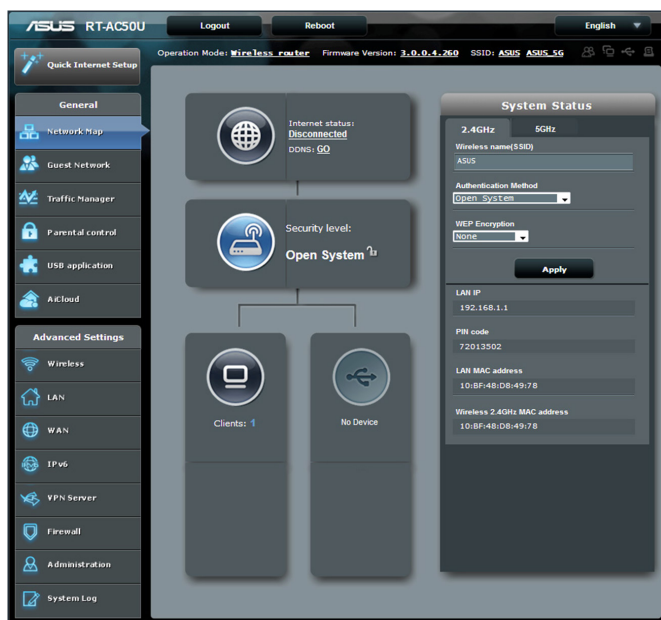 ASUS RT-AC50U
Logout
Reboot
English
Quick Internet Setup
Operation Mode: Wireless router Firmware Version: 3.0.0.4.260 SSID: ASUS ASUS_5G
General
Network Map
Guest Network
Traffic Manager
Parental control
USB application
AiCloud
Advanced Settings
Wireless
LAN
WAN
IPv6
VPN Server
Firewall
Administration
System Log
Internet status:
Disconnected
DDNS: GO
Security level:
Open System
Clients: 1
No Device
System Status
2.4GHz
5GHz
Wireless name(SSID)
ASUS
Authentication Method
Open System
WEP Encryption
None
Apply
LAN IP
192.168.1.1
PIN code
72013502
LAN MAC address
10:BF:48:D8:49:78
Wireless 2.4GHz MAC address
10:BF:48:D8:49:78